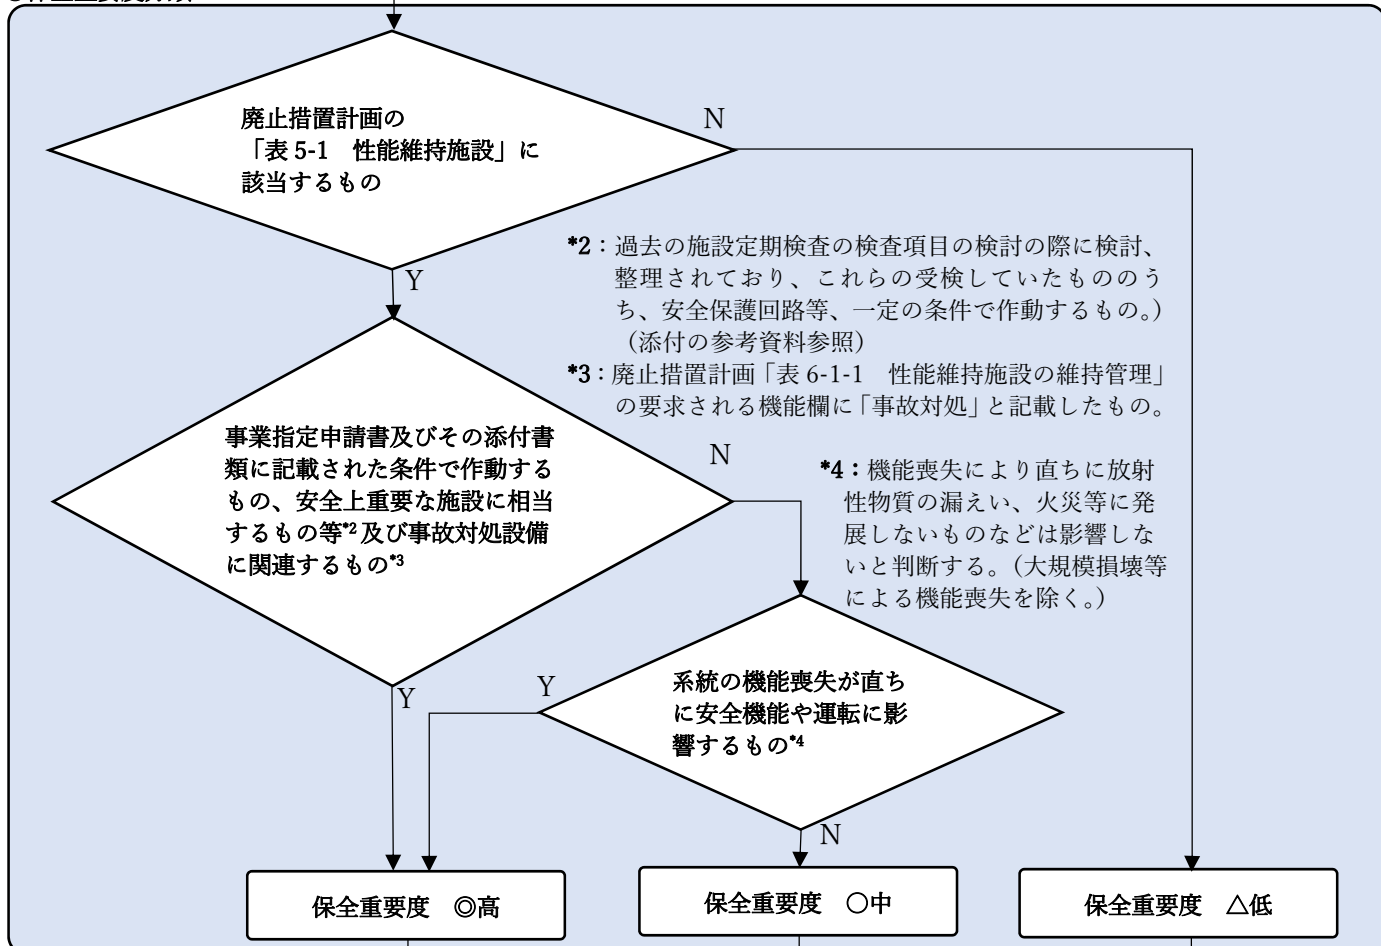 廃止措置計画の
「表 5-1　性能維持施設」に
該当するもの
N
Y
*2：過去の施設定期検査の検査項目の検討の際に検討、
整理されており、これらの受検していたもののう
ち、安全保護回路等、一定の条件で作動するもの。）
（添付の参考資料参照）
*3：廃止措置計画「表 6-1-1　性能維持施設の維持管理」
の要求される機能欄に「事故対処」と記載したもの。
事業指定申請書及びその添付書
類に記載された条件で作動する
もの、安全上重要な施設に相当
するもの等*2 及び事故対処設備
に関連するもの*3
N
Y
*4：機能喪失により直ちに放射
性物質の漏えい、火災等に発
展しないものなどは影響しな
いと判断する。（大規模損壊等
による機能喪失を除く。）
系統の機能喪失が直ち
に安全機能や運転に影
響するもの*4
Y
N
保全重要度　◎高
保全重要度　○中
保全重要度　△低